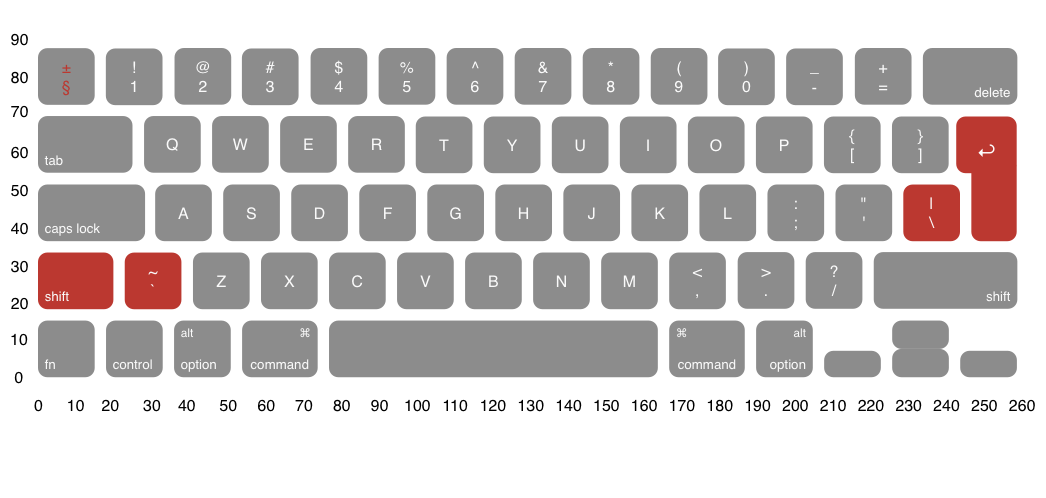 90
± ! @ # $ % ^ & * ( ) _ +
80
§ 1 2 3 4 5 6 7 8 9 0 - =
delete
70
Q W E R T Y U I O P { }
[ ] ↩
60 tab
50
A S D F G H J K L : " |
; ' \
40 caps lock
30
~ Z X C V B N M < > ?
` , . /
20 shift shift
10 alt ⌘ ⌘ alt
fn control option command command option
0
0 10 20 30 40 50 60 70 80 90 100 110 120 130 140 150 160 170 180 190 200 210 220 230 240 250 260